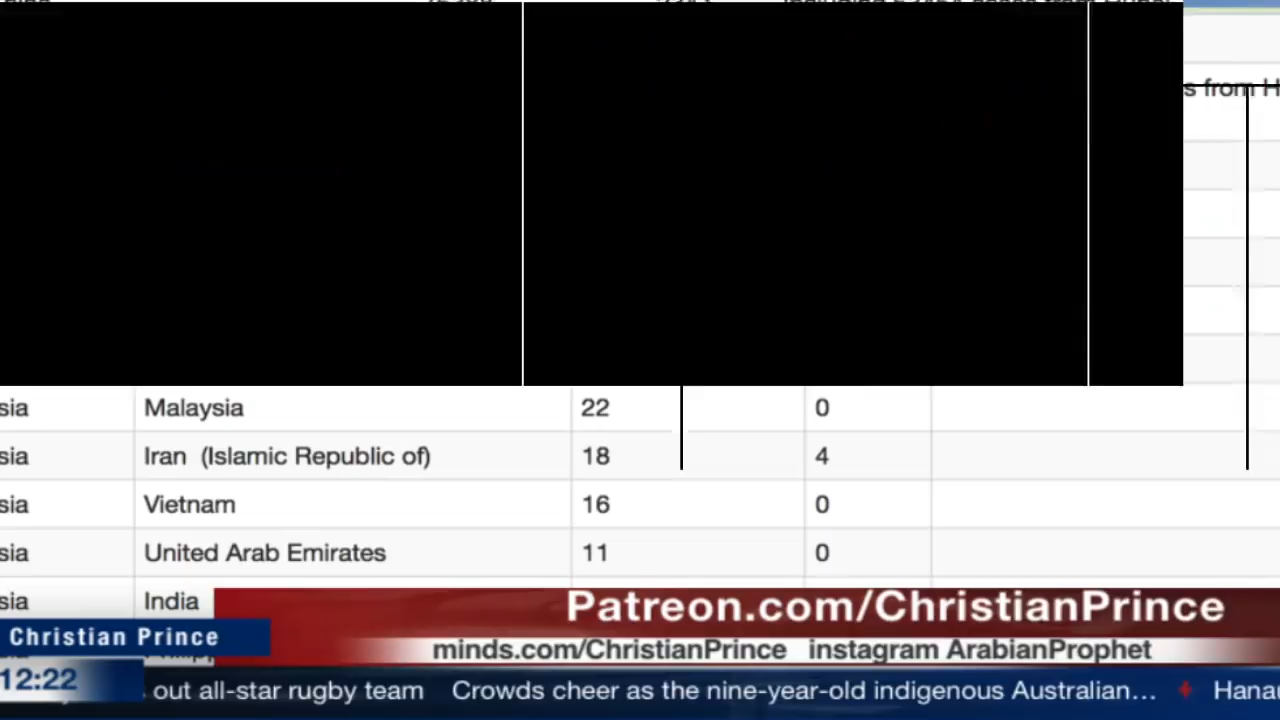 s from H
sia Malaysia 22 0
sia Iran (Islamic Republic of) 18 4
sia Vietnam 16 0
sia United Arab Emirates 11 0
sia India
Patreon.com/ChristianPrince
Christian Prince
minds.com/ChristianPrince instagram ArabianProphet
12:22 out all-star rugby team Crowds cheer as the nine-year-old indigenous Australian... Hanau